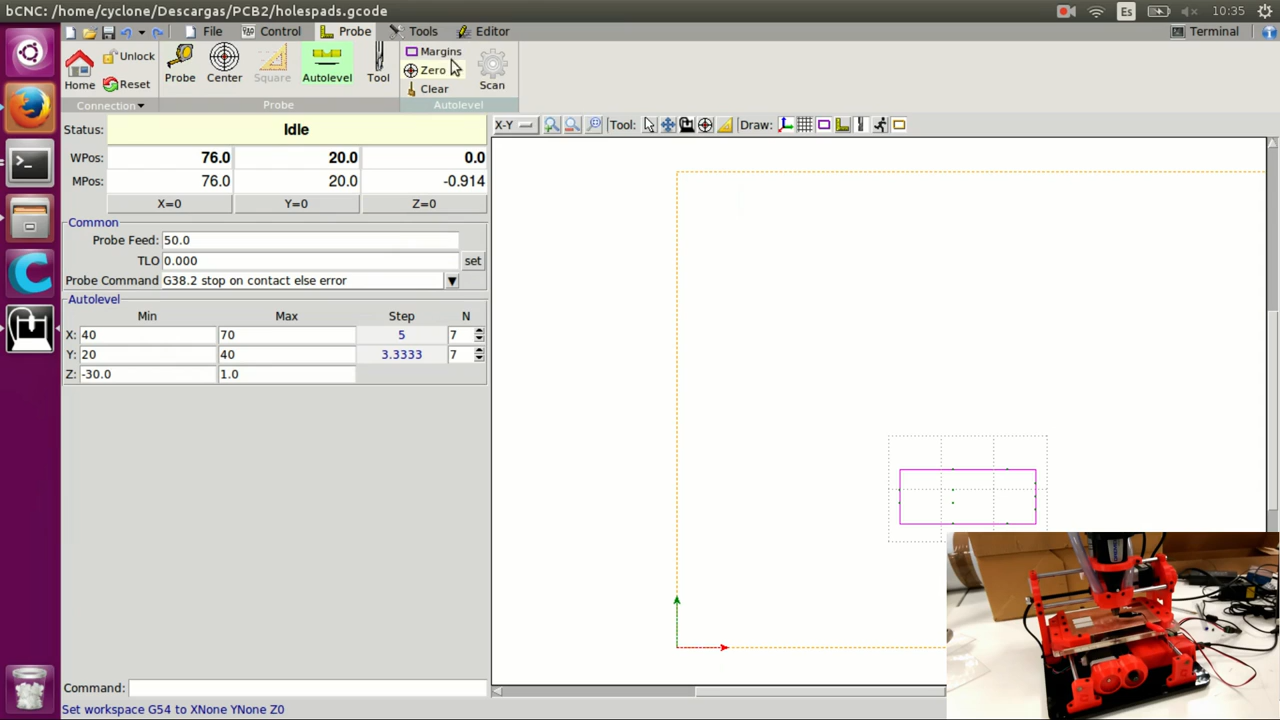 bCNC: /home/cyclone/Descargas/PCB2/holespads.gcode Es 10:35
File Control Probe Tools Editor Terminal
Home Unlock Reset Probe Center Square Autolevel Tool Margins Zero Clear Scan
Connection Probe Autolevel
Status: Idle X-Y Tool: Draw:
WPos: 76.0 20.0 0.0
MPos: 76.0 20.0 -0.914
X=0 Y=0 Z=0
Common
Probe Feed: 50.0
TLO 0.000 set
Probe Command G38.2 stop on contact else error
Autolevel
Min Max Step N
X: 40 70 5 7
Y: 20 40 3.3333 7
Z: -30.0 1.0
Command:
Set workspace G54 to XNone YNone Z0